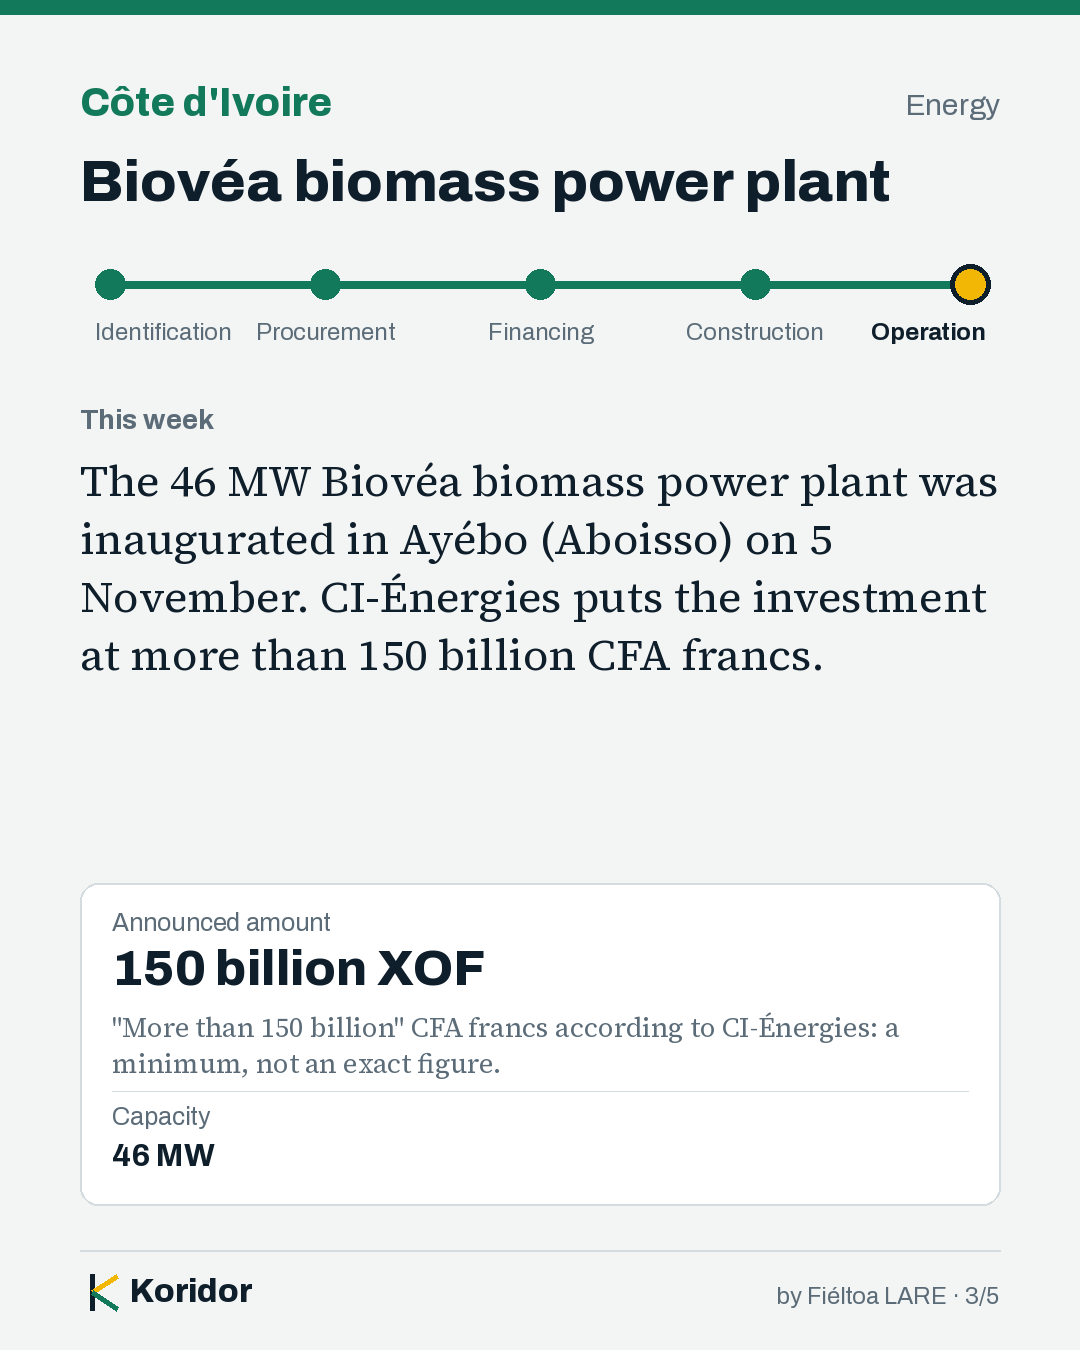 Côte d'Ivoire
Energy
Biovéa biomass power plant
Identification
Procurement
Financing
Construction
Operation
This week
The 46 MW Biovéa biomass power plant was
inaugurated in Ayébo (Aboisso) on 5
November. CI-Énergies puts the investment
at more than 150 billion CFA francs.
Announced amount
150 billion XOF
"More than 150 billion" CFA francs according to CI-Énergies: a
minimum, not an exact figure.
Capacity
46 MW
Koridor
by Fiéltoa LARE · 3/5